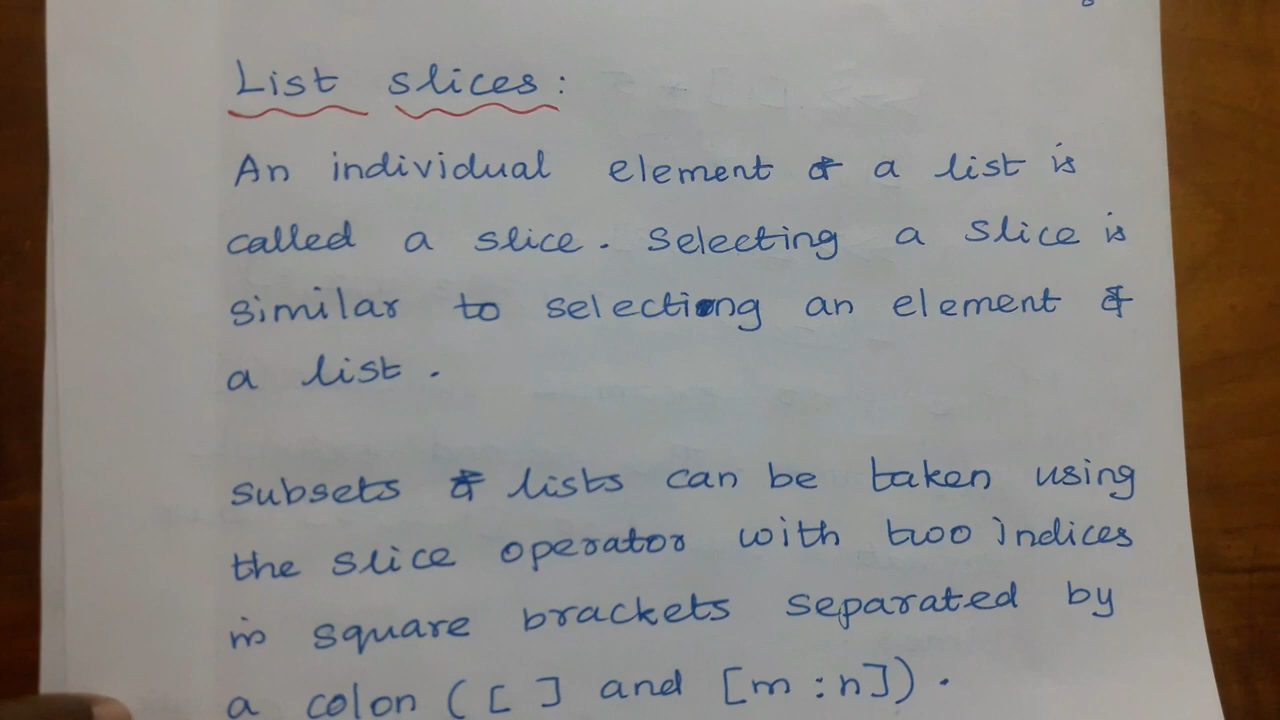 List slices:
An individual element of a list is
called a slice. Selecting a slice is
similar to selecting an element of
a list.
subsets of lists can be taken using
the slice operator with two indices
in square brackets separated by
a colon ([ ] and [m:n]).